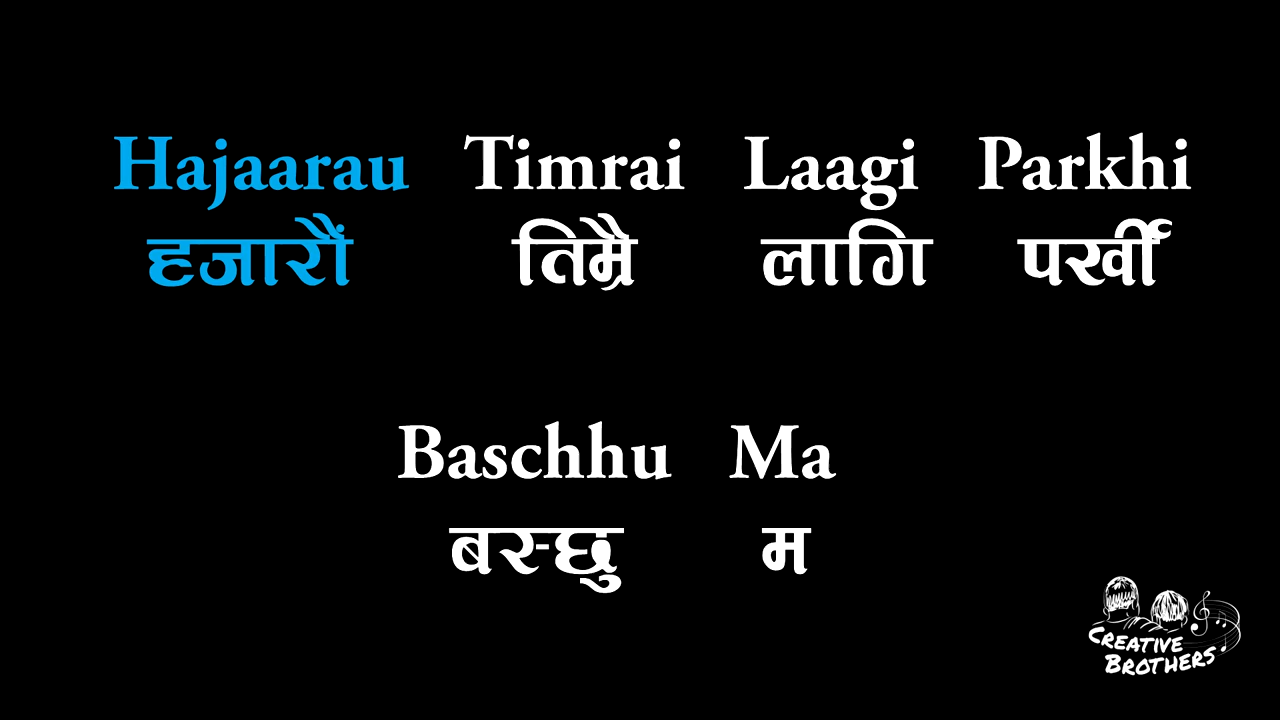 Hajaarau Timrai Laagi Parkhi
हजारौं तिम्रै लागि पर्खी
Baschhu Ma
बस्छु म
CREATIVE
BROTHERS